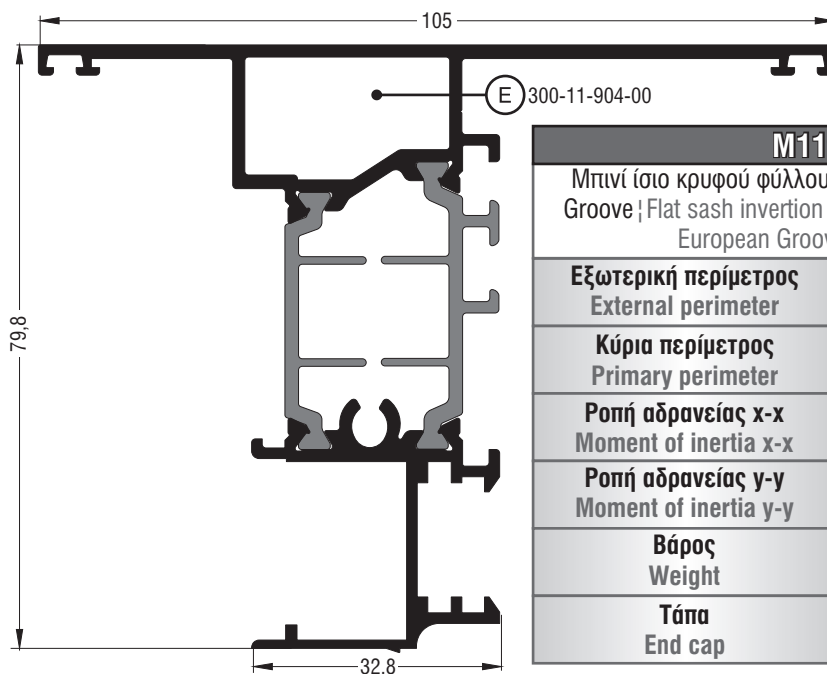 105
E 300-11-904-00
M11
Μπινί ίσιο κρυφού φύλλου
Groove ¦ Flat sash invertion
European Groov
79,8
Εξωτερική περίμετρος
External perimeter
Κύρια περίμετρος
Primary perimeter
Ροπή αδρανείας x-x
Moment of inertia x-x
Ροπή αδρανείας y-y
Moment of inertia y-y
Βάρος
Weight
Τάπα
End cap
32.8